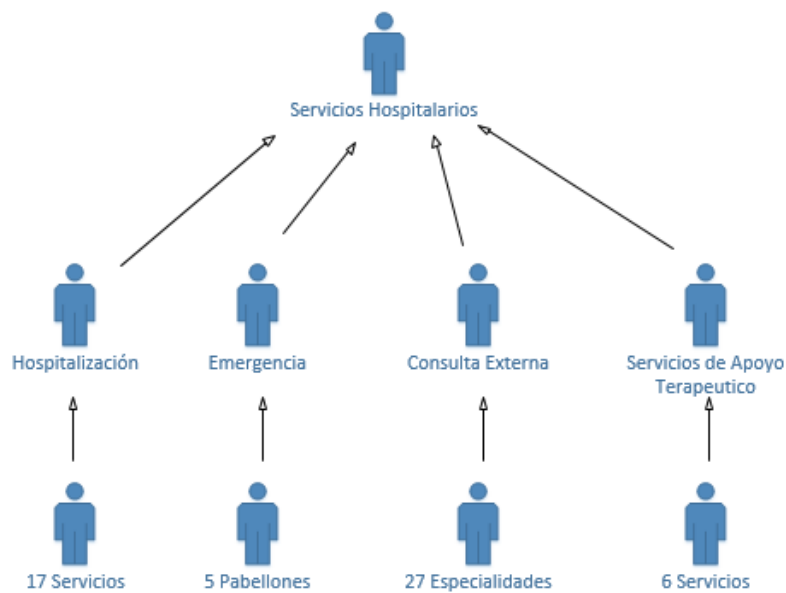 Servicios Hospitalarios
Hospitalización
Emergencia
Consulta Externa
Servicios de Apoyo
Terapeutico
17 Servicios
5 Pabellones
27 Especialidades
6 Servicios